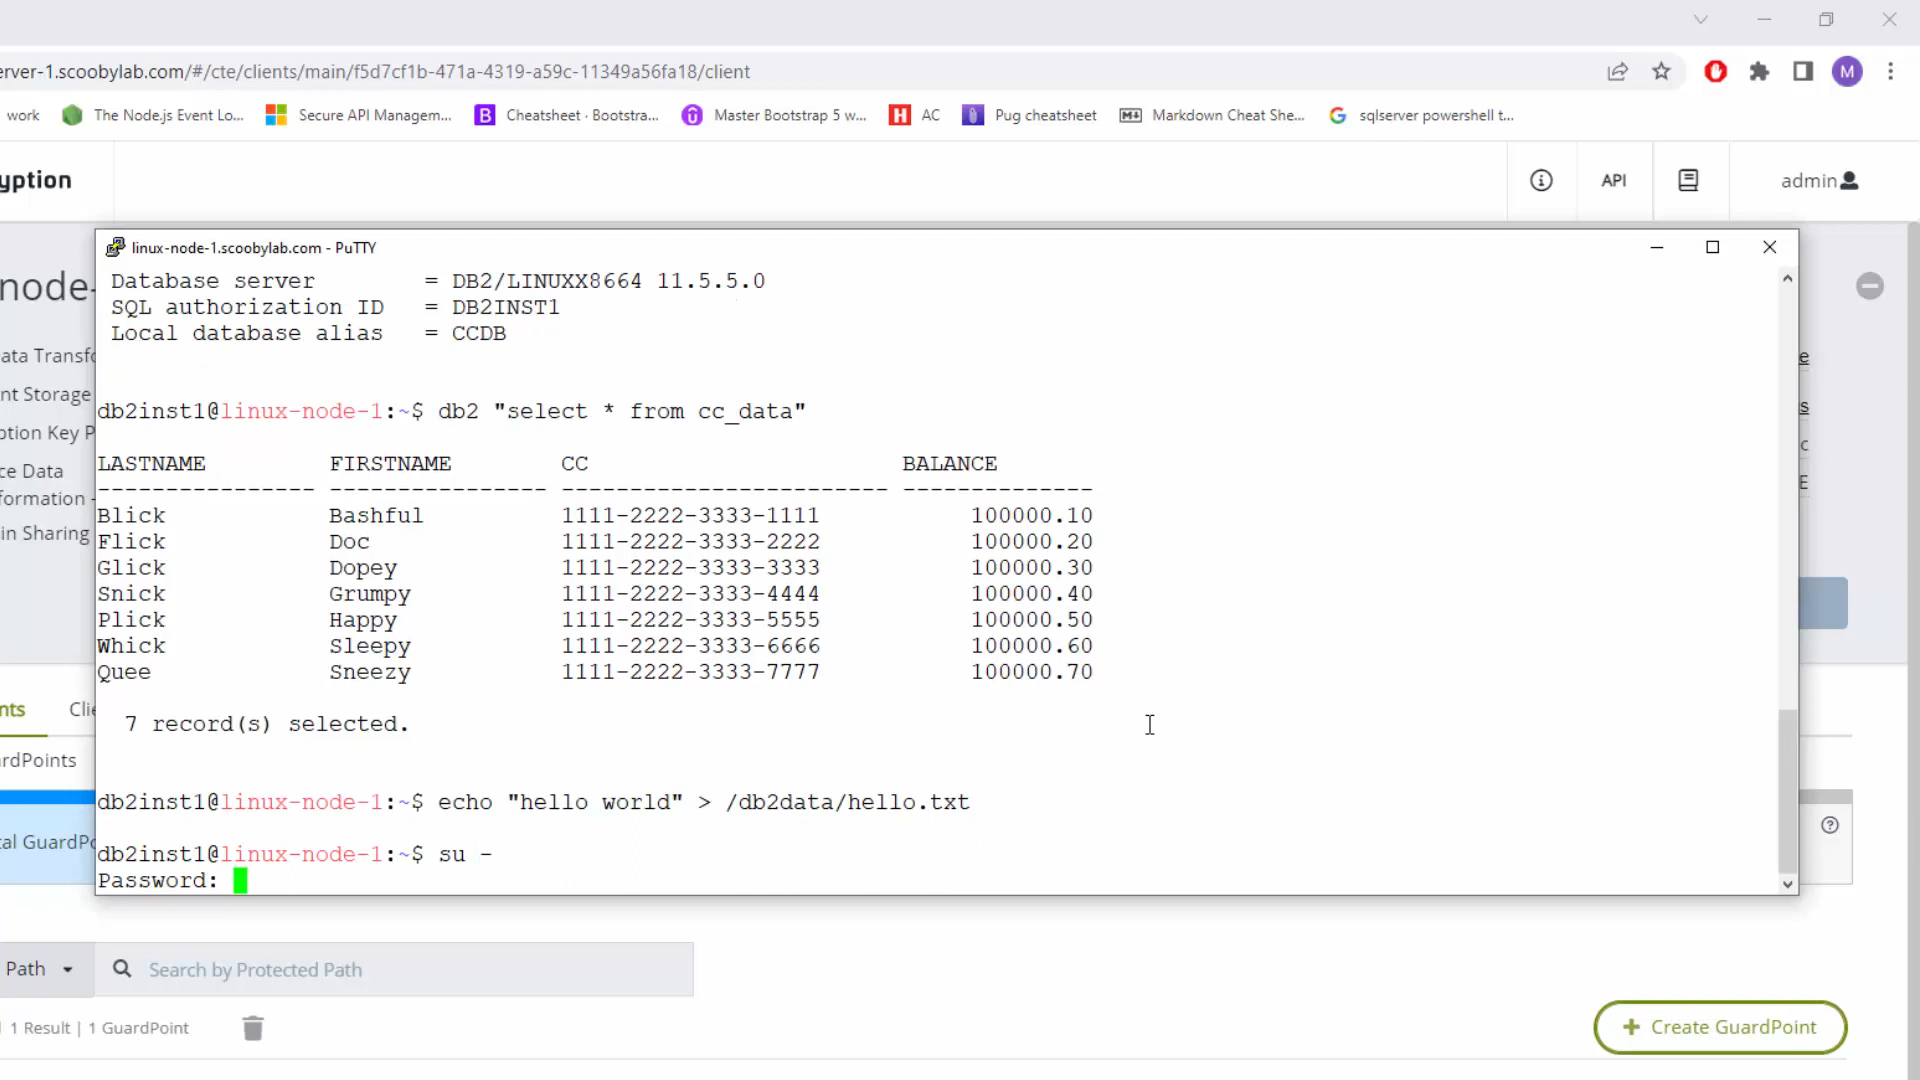 erver-1.scoobylab.com/#/cte/clients/main/f5d7cf1b-471a-4319-a59c-11349a56fa18/client
M
work The Node.js Event Lo... Secure API Managem... B Cheatsheet · Bootstra... Master Bootstrap 5 w... H AC Pug cheatsheet Markdown Cheat She... G sqlserver powershell t...
yption API admin
linux-node-1.scoobylab.com - PuTTY
node-
ata Transfo
nt Storage
ption Key P
ce Data
formation -
in Sharing
e
s
c
E
Database server = DB2/LINUXX8664 11.5.5.0
SQL authorization ID = DB2INST1
Local database alias = CCDB
db2inst1@linux-node-1:~$ db2 "select * from cc_data"
LASTNAME FIRSTNAME CC BALANCE
---------------- ---------------- ------------------------ --------------
Blick Bashful 1111-2222-3333-1111 100000.10
Flick Doc 1111-2222-3333-2222 100000.20
Glick Dopey 1111-2222-3333-3333 100000.30
Snick Grumpy 1111-2222-3333-4444 100000.40
Plick Happy 1111-2222-3333-5555 100000.50
Whick Sleepy 1111-2222-3333-6666 100000.60
Quee Sneezy 1111-2222-3333-7777 100000.70
7 record(s) selected.
db2inst1@linux-node-1:~$ echo "hello world" > /db2data/hello.txt
db2inst1@linux-node-1:~$ su -
Password:
nts Clie
rdPoints
tal GuardPo
Path Search by Protected Path
1 Result | 1 GuardPoint
+ Create GuardPoint